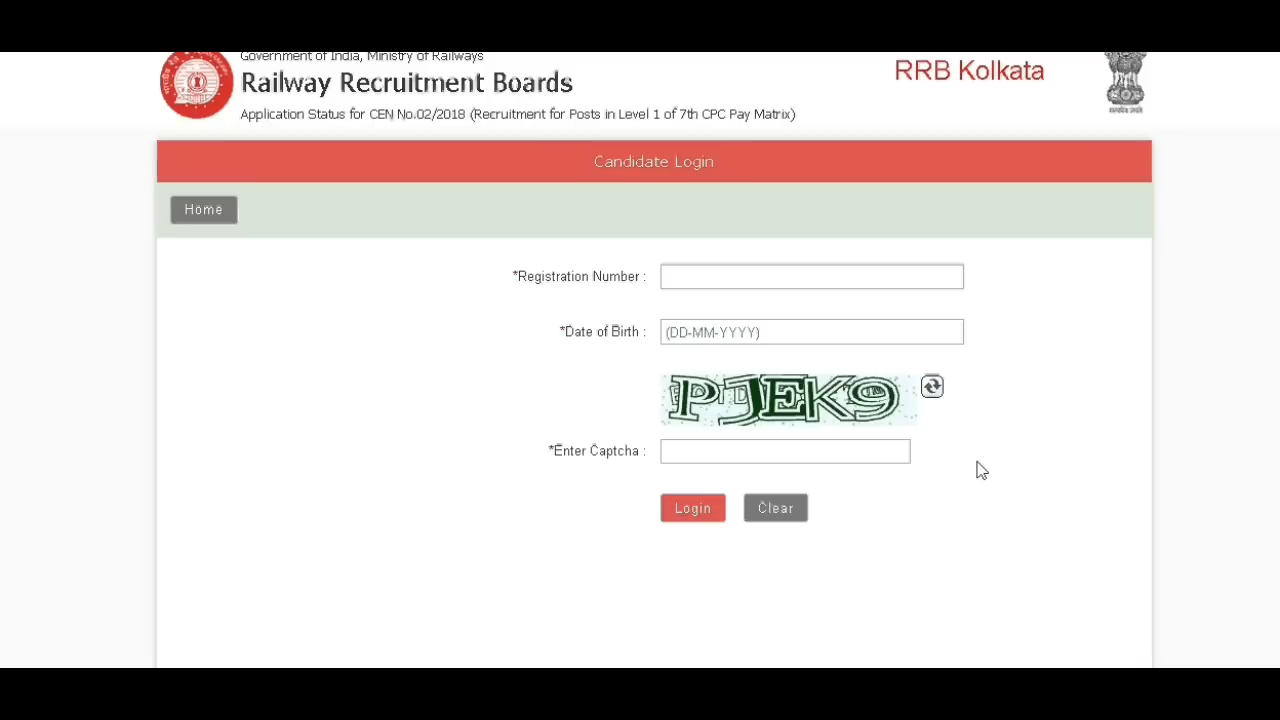 Government of India, Ministry of Railways
Railway Recruitment Boards
RRB Kolkata
Application Status for CEN No.02/2018 (Recruitment for Posts in Level 1 of 7th CPC Pay Matrix)
Candidate Login
Home
*Registration Number :
*Date of Birth : (DD-MM-YYYY)
PJEK9
*Enter Captcha :
Login Clear